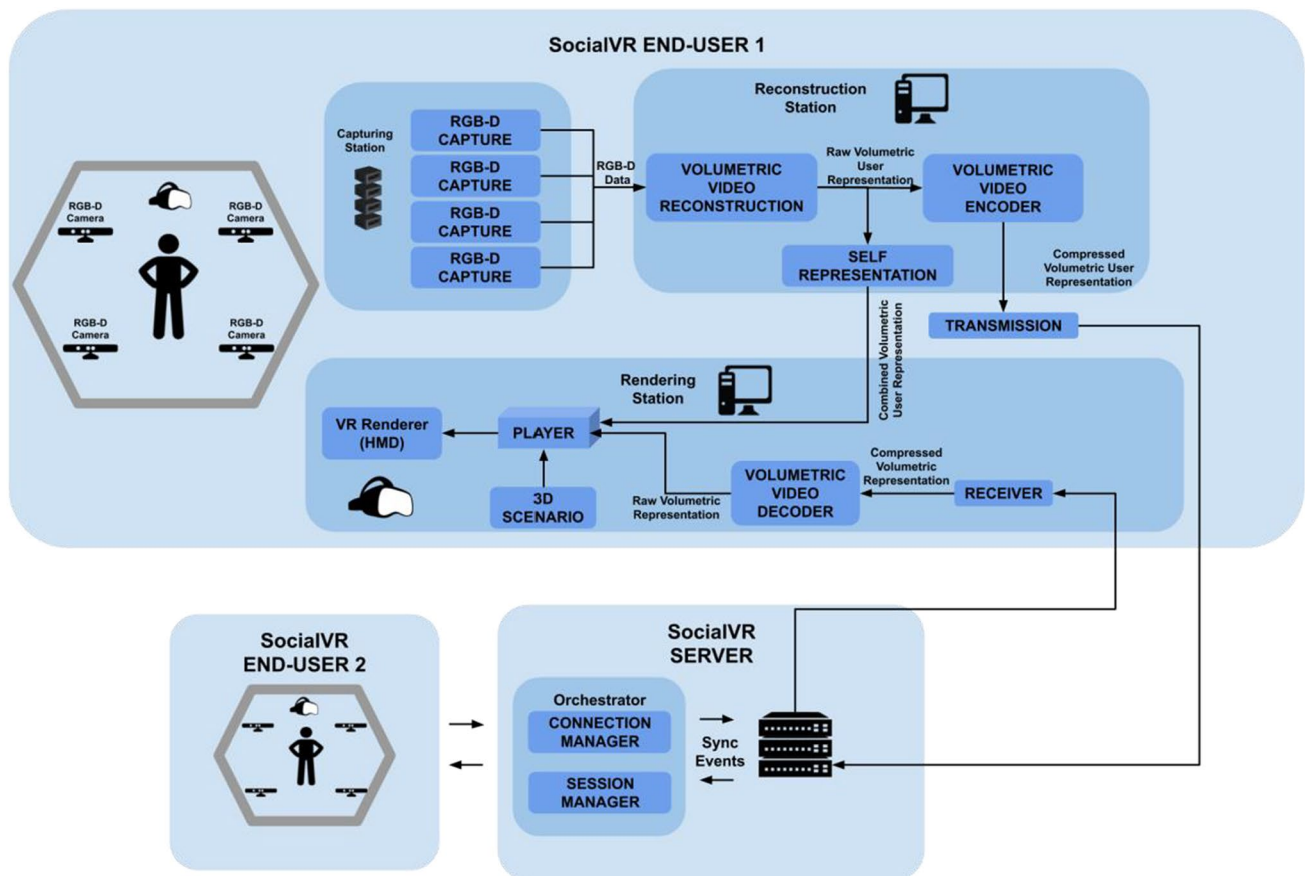 SocialVR END-USER 1
RGB-D
Camera
RGB-D
Camera
RGB-D
Camera
RGB-D
Camera
Capturing
Station
RGB-D
CAPTURE
RGB-D
CAPTURE
RGB-D
CAPTURE
RGB-D
CAPTURE
RGB-D
Data
Reconstruction
Station
VOLUMETRIC
VIDEO
RECONSTRUCTION
Raw Volumetric
User
Representation
VOLUMETRIC
VIDEO
ENCODER
SELF
REPRESENTATION
Compressed
Volumetric User
Representation
TRANSMISSION
Combined Volumetric
User Representation
Rendering
Station
VR Renderer
(HMD)
PLAYER
3D
SCENARIO
Raw Volumetric
Representation
VOLUMETRIC
VIDEO
DECODER
Compressed
Volumetric
Representation
RECEIVER
SocialVR
END-USER 2
SocialVR
SERVER
Orchestrator
CONNECTION
MANAGER
SESSION
MANAGER
Sync
Events